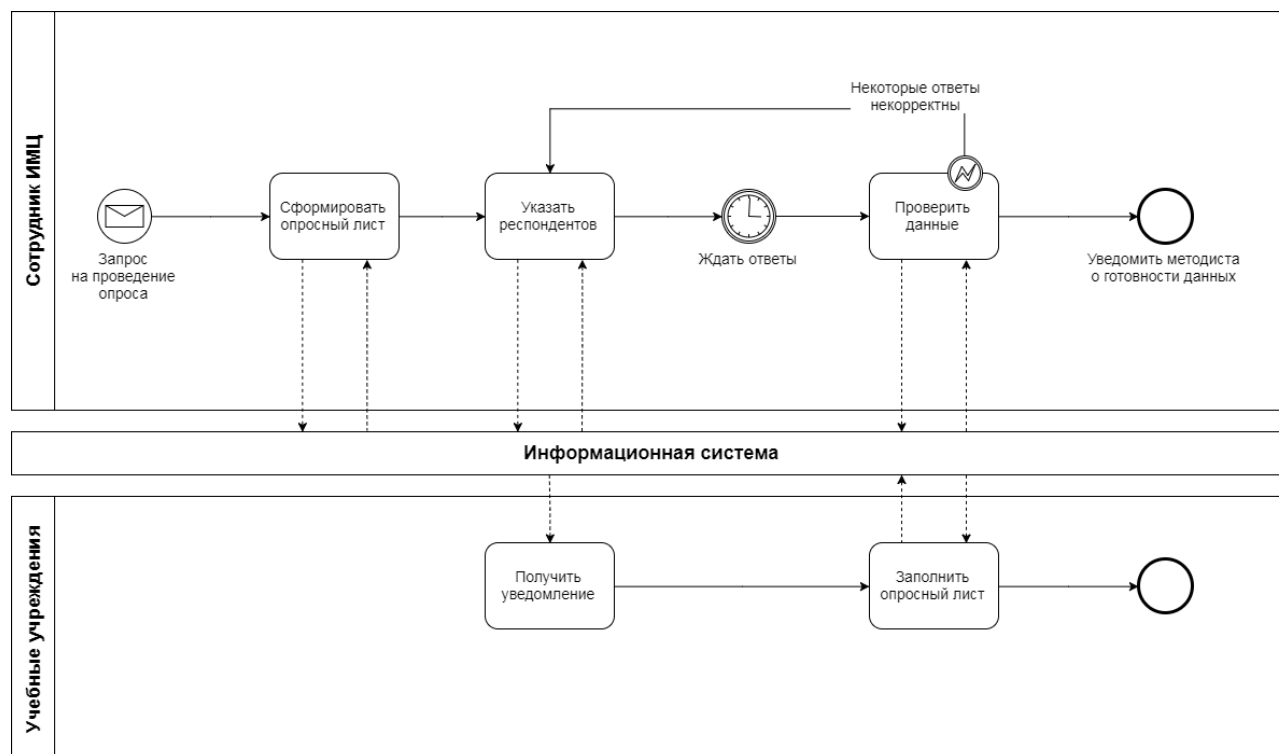 Сотрудник ИМЦ
Некоторые ответы
некорректны
Запрос
на проведение
опроса
Сформировать
опросный лист
Указать
респондентов
Ждать ответы
Проверить
данные
Уведомить методиста
о готовности данных
Информационная система
Учебные учреждения
Получить
уведомление
Заполнить
опросный лист